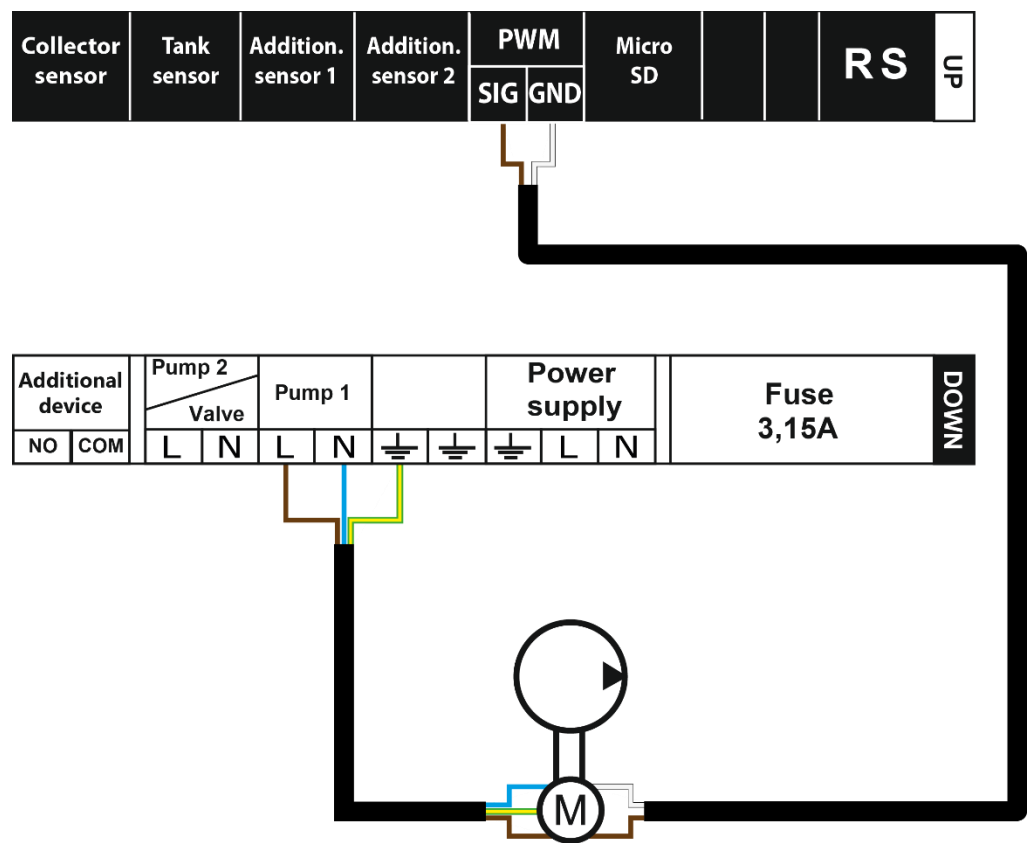 Collector
sensor
Tank
sensor
Addition.
sensor 1
Addition.
sensor 2
PWM
SIG
GND
Micro
SD
RS
UP
Additional
device
NO
COM
Pump 2
Valve
L
N
Pump 1
L
N
Power
supply
L
N
Fuse
3,15A
DOWN
M